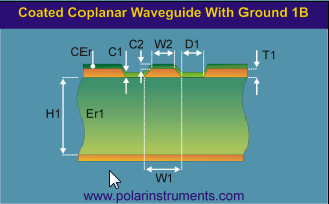 Coated Coplanar Waveguide With Ground 1B
CEr C1 C2 W2 D1 T1
H1 Er1
W1
www.polarinstruments.com